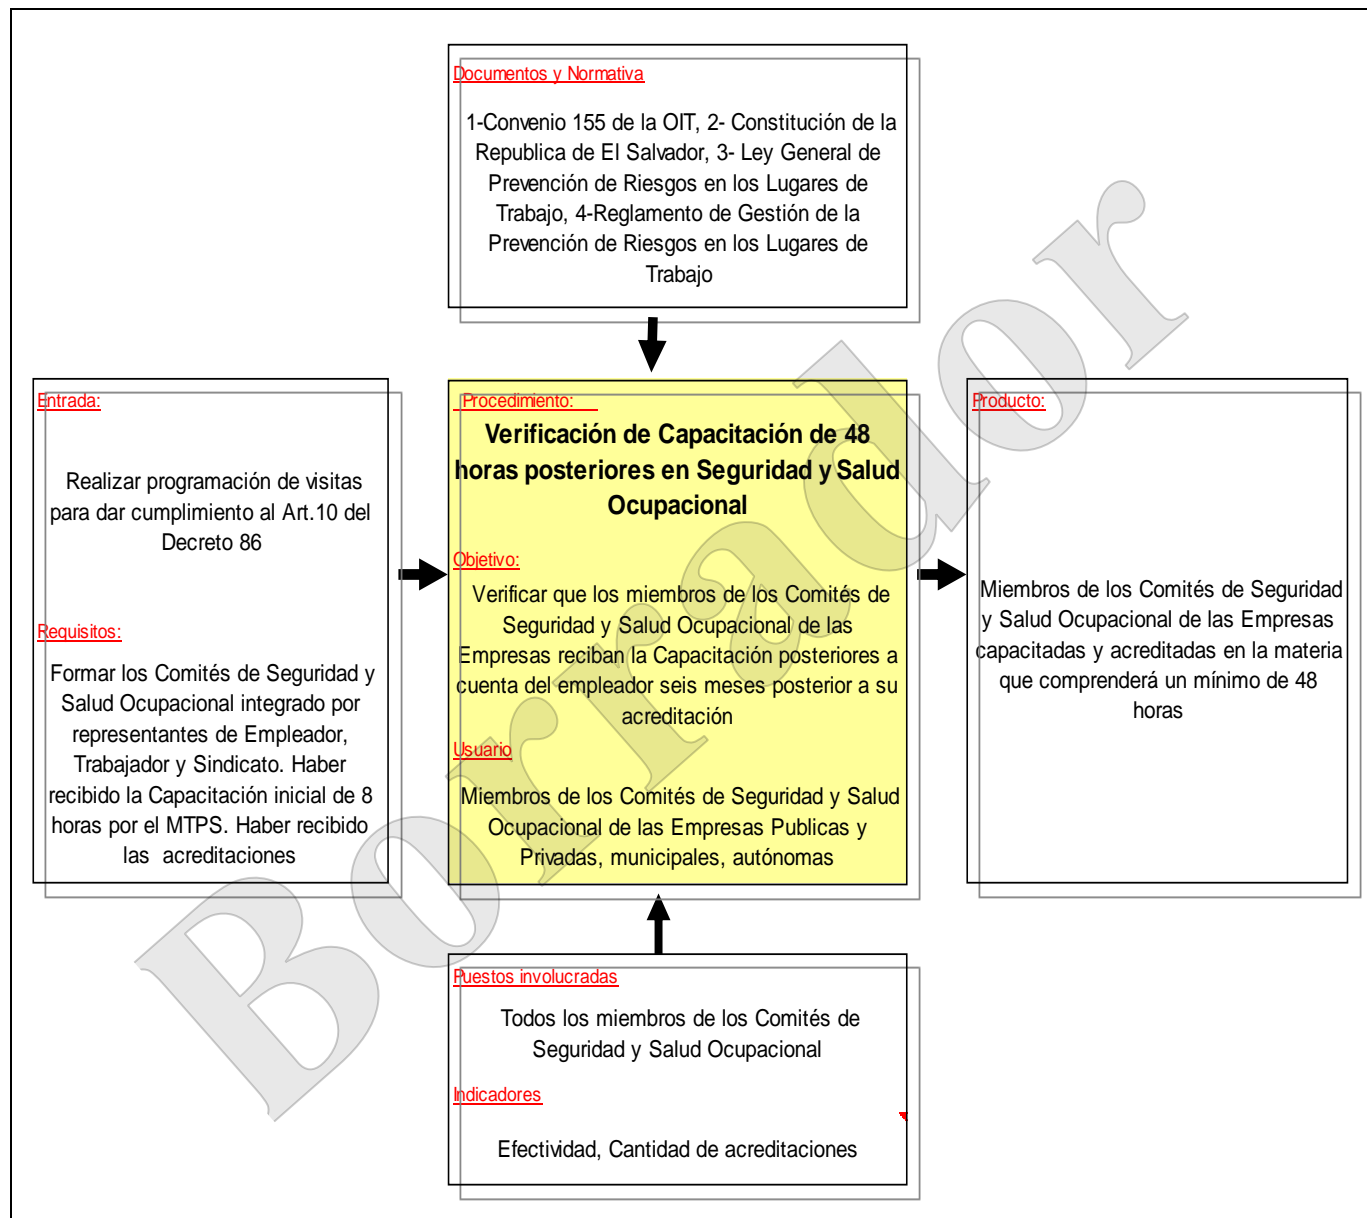 Documentos y Normativa
1-Convenio 155 de la OIT, 2- Constitución de la
Republica de El Salvador, 3- Ley General de
Prevención de Riesgos en los Lugares de
Trabajo, 4-Reglamento de Gestión de la
Prevención de Riesgos en los Lugares de
Trabajo
Entrada:
Realizar programación de visitas
para dar cumplimiento al Art.10 del
Decreto 86
Requisitos:
Formar los Comités de Seguridad y
Salud Ocupacional integrado por
representantes de Empleador,
Trabajador y Sindicato. Haber
recibido la Capacitación inicial de 8
horas por el MTPS. Haber recibido
las acreditaciones
Procedimiento:
Verificación de Capacitación de 48
horas posteriores en Seguridad y Salud
Ocupacional
Objetivo:
Verificar que los miembros de los Comités de
Seguridad y Salud Ocupacional de las
Empresas reciban la Capacitación posteriores a
cuenta del empleador seis meses posterior a su
acreditación
Usuario
Miembros de los Comités de Seguridad y Salud
Ocupacional de las Empresas Publicas y
Privadas, municipales, autónomas
Producto:
Miembros de los Comités de Seguridad
y Salud Ocupacional de las Empresas
capacitadas y acreditadas en la materia
que comprenderá un mínimo de 48
horas
Puestos involucradas
Todos los miembros de los Comités de
Seguridad y Salud Ocupacional
Indicadores
Efectividad, Cantidad de acreditaciones
Borrador